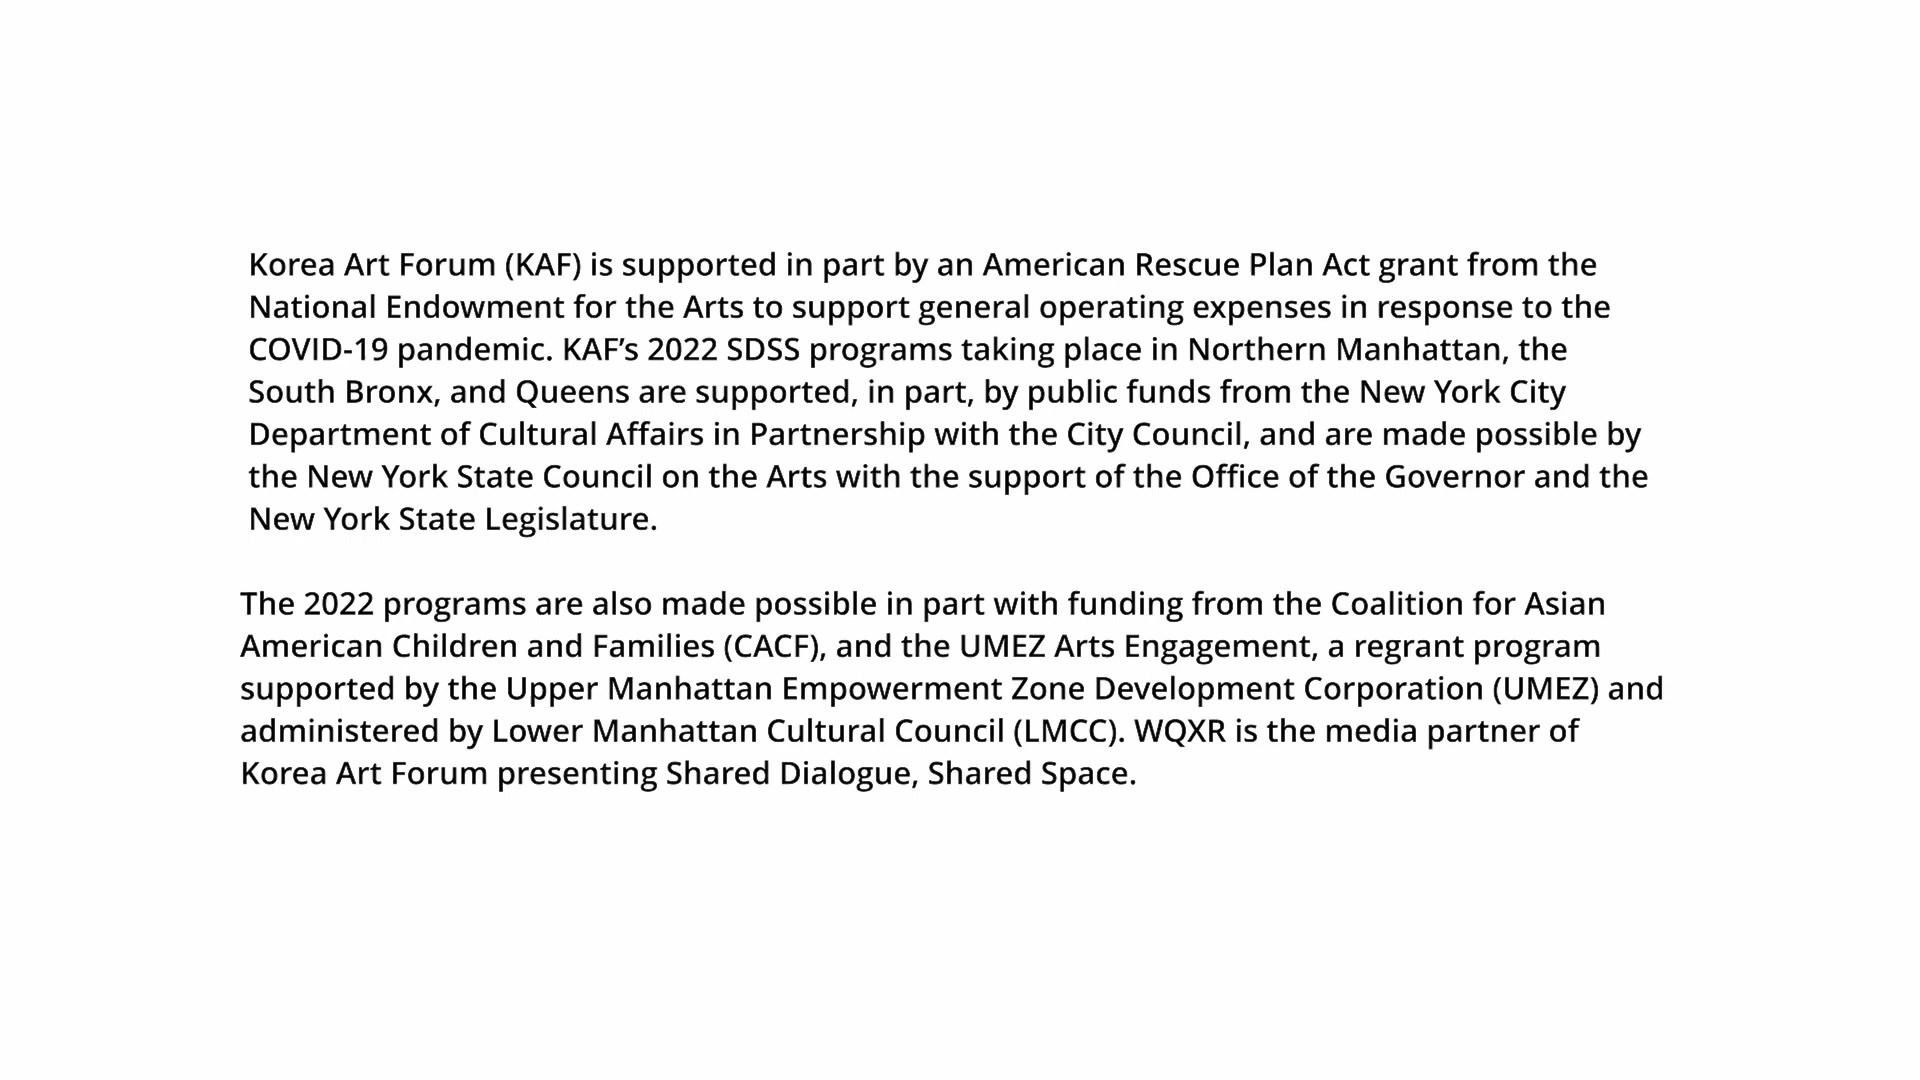 Korea Art Forum (KAF) is supported in part by an American Rescue Plan Act grant from the
National Endowment for the Arts to support general operating expenses in response to the
COVID-19 pandemic. KAF’s 2022 SDSS programs taking place in Northern Manhattan, the
South Bronx, and Queens are supported, in part, by public funds from the New York City
Department of Cultural Affairs in Partnership with the City Council, and are made possible by
the New York State Council on the Arts with the support of the Office of the Governor and the
New York State Legislature.
The 2022 programs are also made possible in part with funding from the Coalition for Asian
American Children and Families (CACF), and the UMEZ Arts Engagement, a regrant program
supported by the Upper Manhattan Empowerment Zone Development Corporation (UMEZ) and
administered by Lower Manhattan Cultural Council (LMCC). WQXR is the media partner of
Korea Art Forum presenting Shared Dialogue, Shared Space.